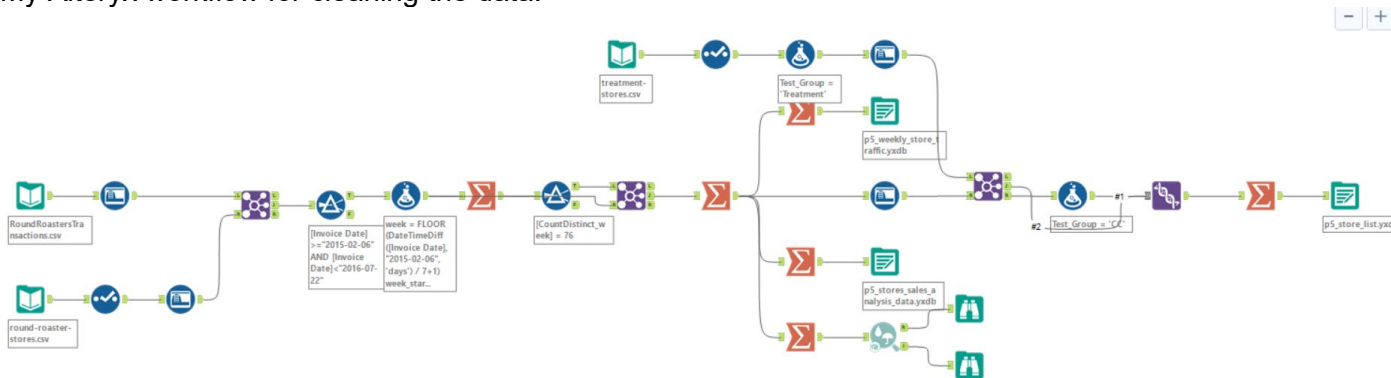 my Alteryx workflow for cleaning the data:
treatment-
stores.csv
Test_Group =
'Treatment'
p5_weekly_store_t
raffic.yxdb
RoundRoastersTra
nsactions.csv
[Invoice Date]
>="2015-02-06"
AND [Invoice
Date]<"2016-07-
22"
week = FLOOR
(DateTimeDiff
([Invoice Date],
"2015-02-06",
'days') / 7+1)
week_star...
[CountDistinct_w
eek] = 76
#1
#2
Test_Group = 'CC'
p5_store_list.yxd
p5_stores_sales_a
nalysis_data.yxdb
round-roaster-
stores.csv